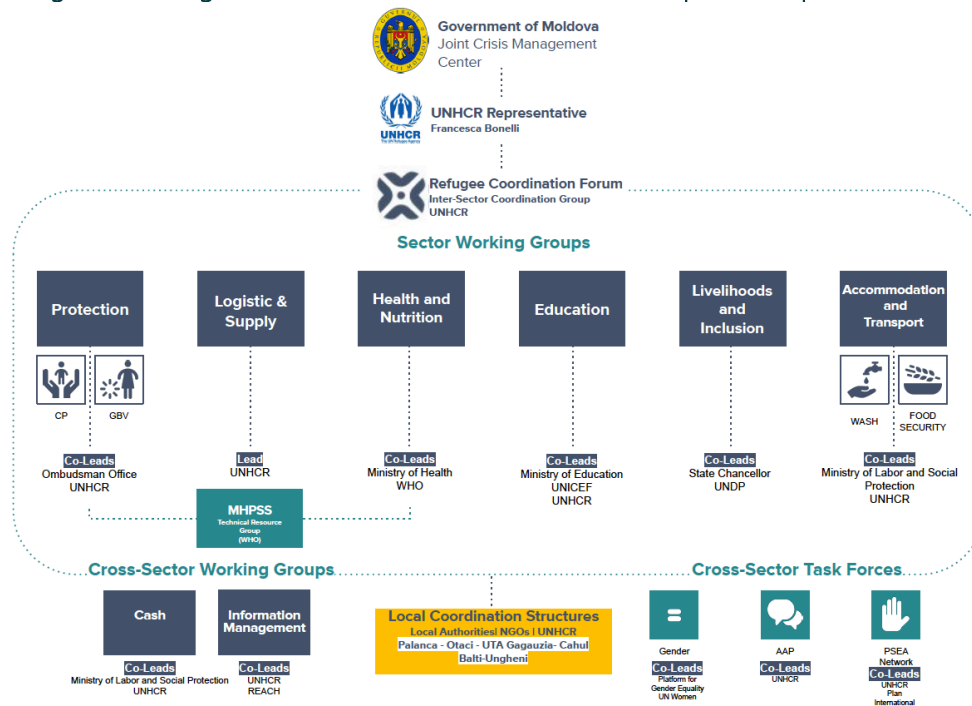 Government of Moldova
Joint Crisis Management
Center
UNHCR
UNHCR Representative
Francesca Bonelli
Refugee Coordination Forum
Inter-Sector Coordination Group
UNHCR
Sector Working Groups
Protection
Logistic &
Supply
Health and
Nutrition
Education
Livelihoods
and
Inclusion
Accommodation
and
Transport
CP
GBV
WASH
FOOD
SECURITY
Co-Leads
Ombudsman Office
UNHCR
Lead
UNHCR
Co-Leads
Ministry of Health
WHO
Co-Leads
Ministry of Education
UNICEF
UNHCR
Co-Leads
State Chancellor
UNDP
Co-Leads
Ministry of Labor and Social
Protection
UNHCR
MHPSS
Technical Resource
Group
(WHO)
Cross-Sector Working Groups
Cash
Co-Leads
Ministry of Labor and Social Protection
UNHCR
Information
Management
Co-Leads
UNHCR
REACH
Local Coordination Structures
Local Authorities| NGOs | UNHCR
Palanca - Otaci - UTA Gagauzia- Cahul
Balti-Ungheni
Cross-Sector Task Forces
Gender
Co-Leads
Platform for
Gender Equality
UN Women
AAP
Co-Leads
UNHCR
PSEA
Network
Co-Leads
UNHCR
Plan
International